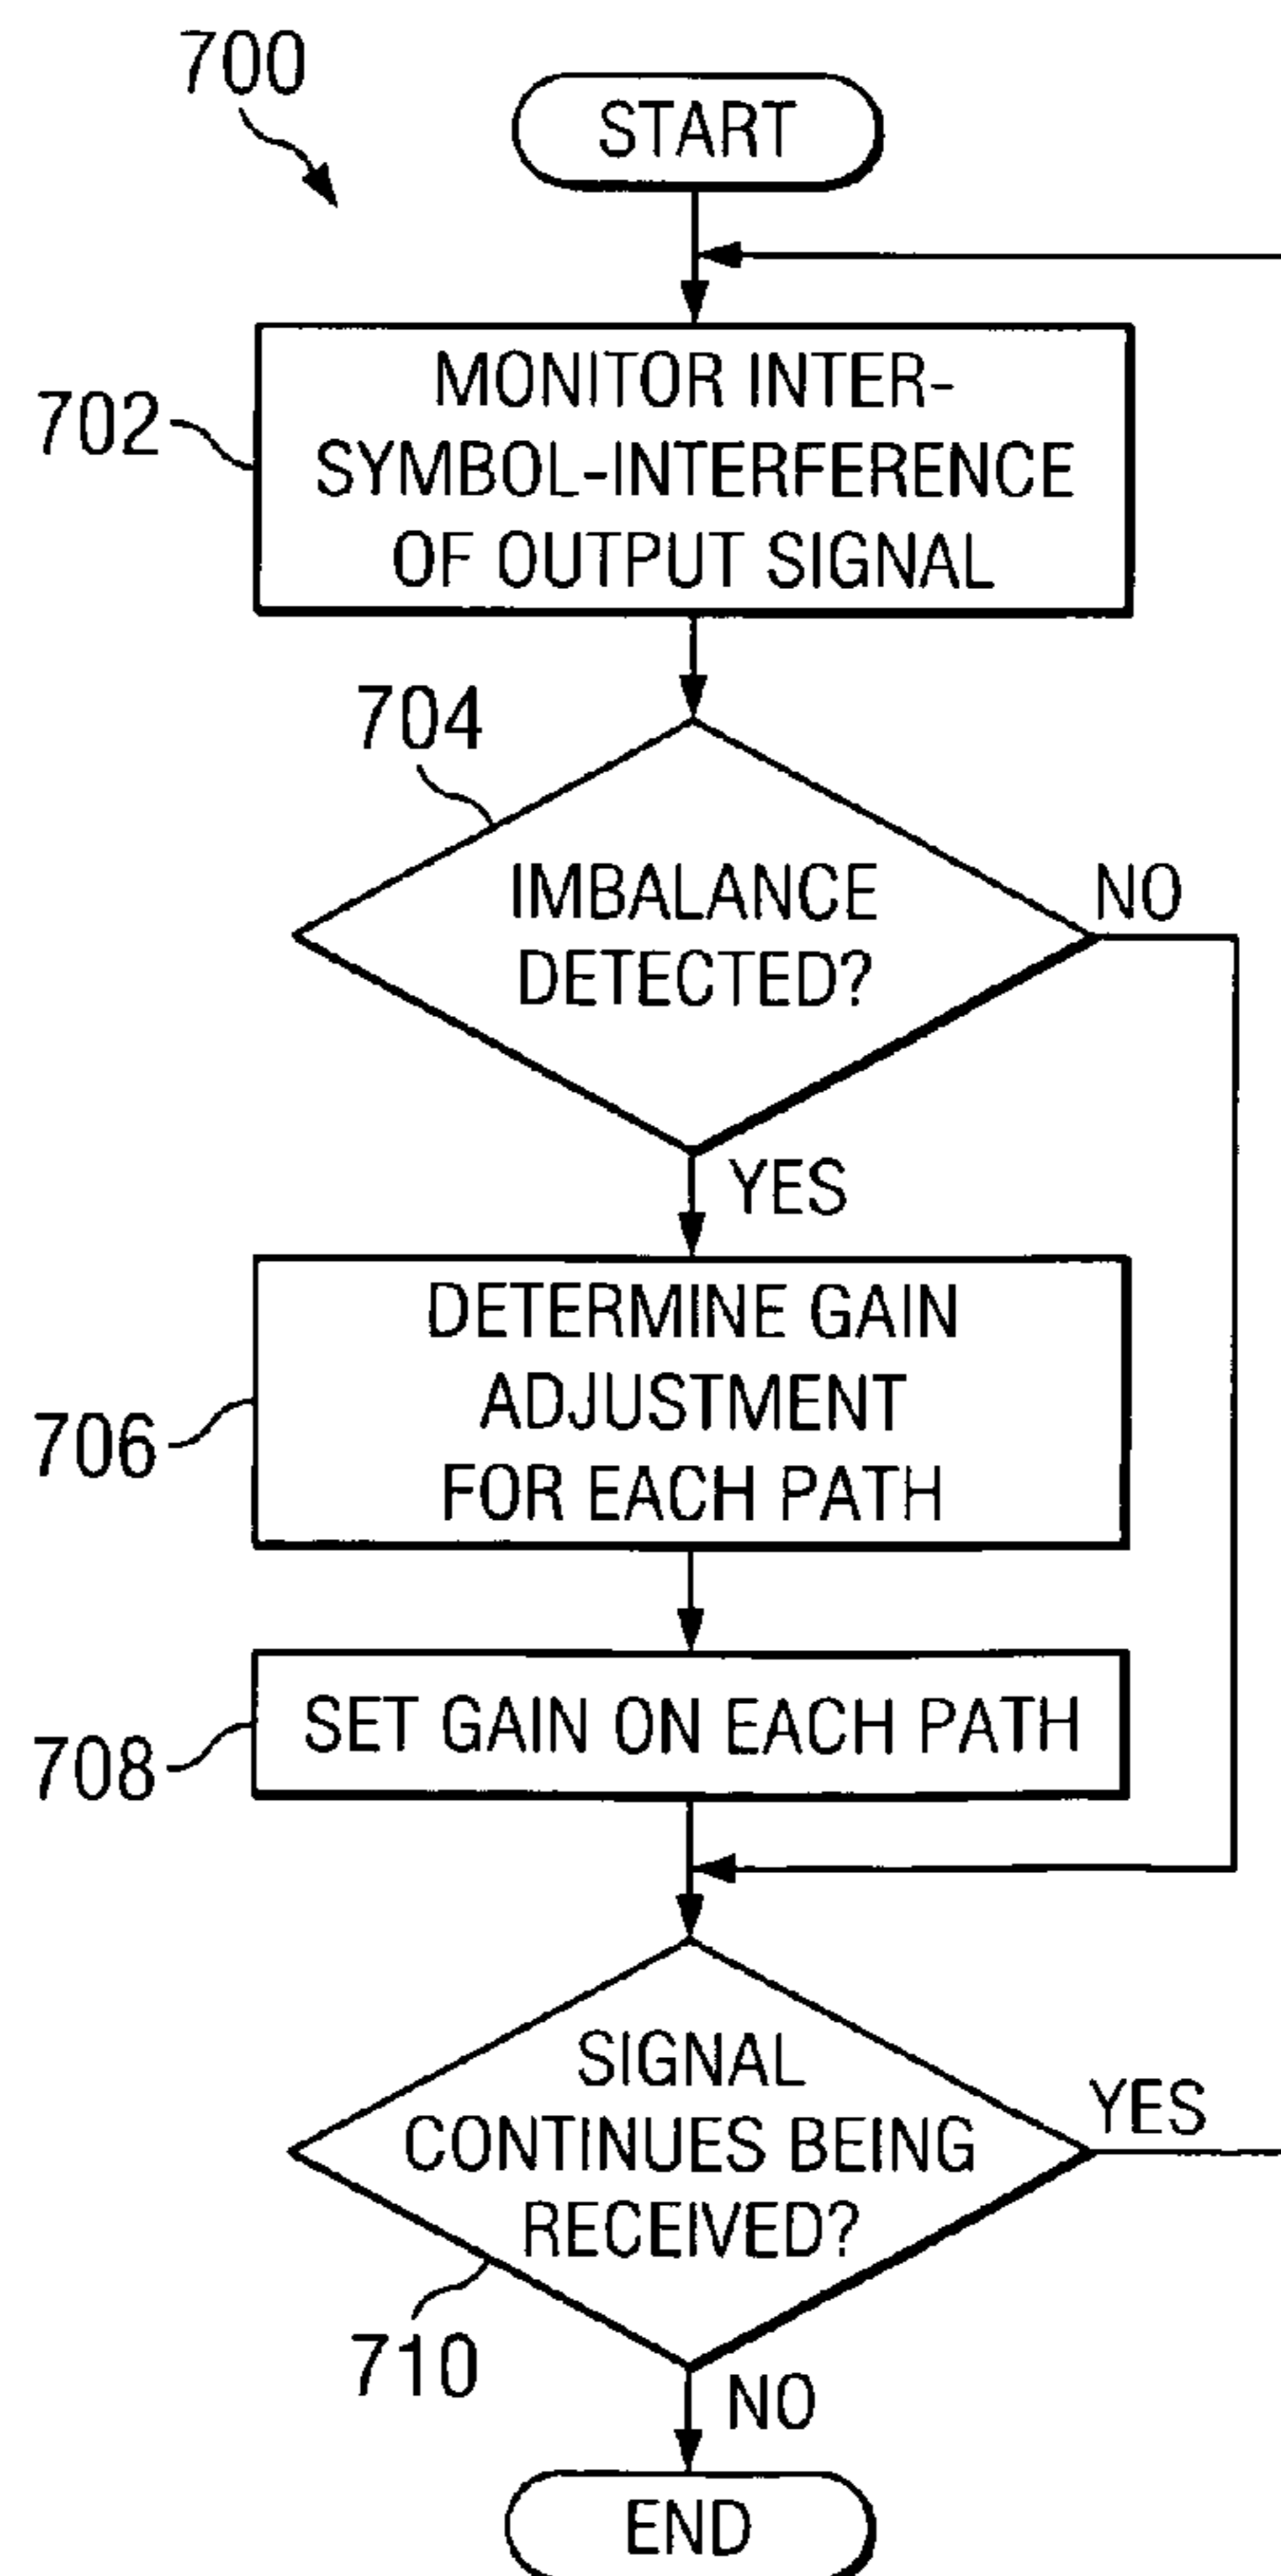 700
START
702
MONITOR INTER-
SYMBOL-INTERFERENCE
OF OUTPUT SIGNAL
704
IMBALANCE
DETECTED?
NO
YES
706
DETERMINE GAIN
ADJUSTMENT
FOR EACH PATH
708
SET GAIN ON EACH PATH
SIGNAL
CONTINUES BEING
RECEIVED?
YES
710
NO
END